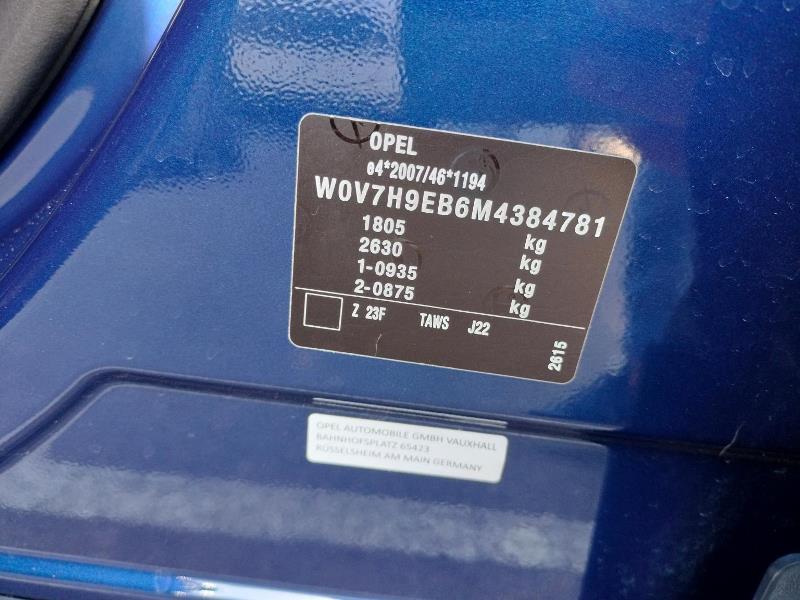 OPEL
e4*2007/46*1194
W0V7H9EB6M4384781
1805 kg
2630 kg
1-0935 kg
2-0875 kg
Z 23F TAWS J22
2615
OPEL AUTOMOBILE GMBH VAUXHALL
BAHNHOFSPLATZ 65423
RÜSSELSHEIM AM MAIN GERMANY